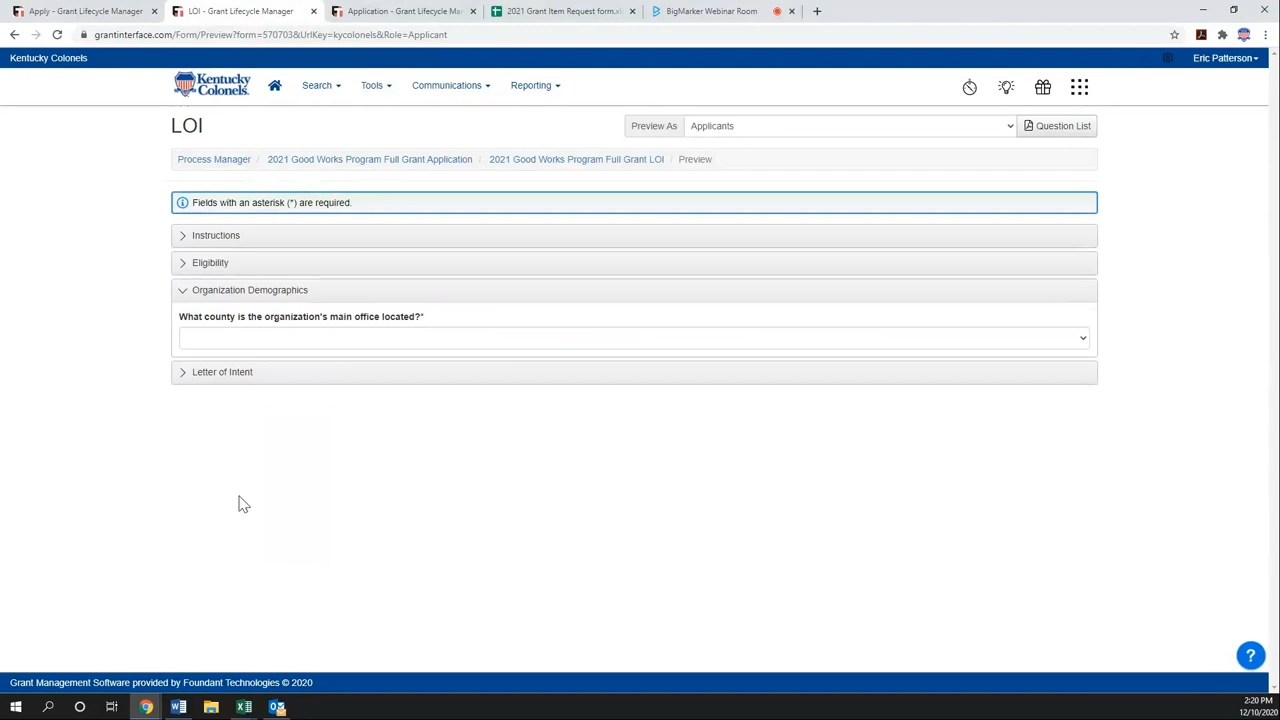 Apply - Grant Lifecycle Manager
LOI - Grant Lifecycle Manager
Application - Grant Lifecycle Ma
2021 Grant Item Request form.xl
BigMarker Webinar Room
grantinterface.com/Form/Preview?form=570703&UrlKey=kycolonels&Role=Applicant
Kentucky Colonels
Eric Patterson
Kentucky Colonels.
Search
Tools
Communications
Reporting
LOI
Preview As
Applicants
Question List
Process Manager / 2021 Good Works Program Full Grant Application / 2021 Good Works Program Full Grant LOI / Preview
Fields with an asterisk (*) are required.
Instructions
Eligibility
Organization Demographics
What county is the organization's main office located?*
Letter of Intent
?
Grant Management Software provided by Foundant Technologies © 2020
2:20 PM
12/10/2020